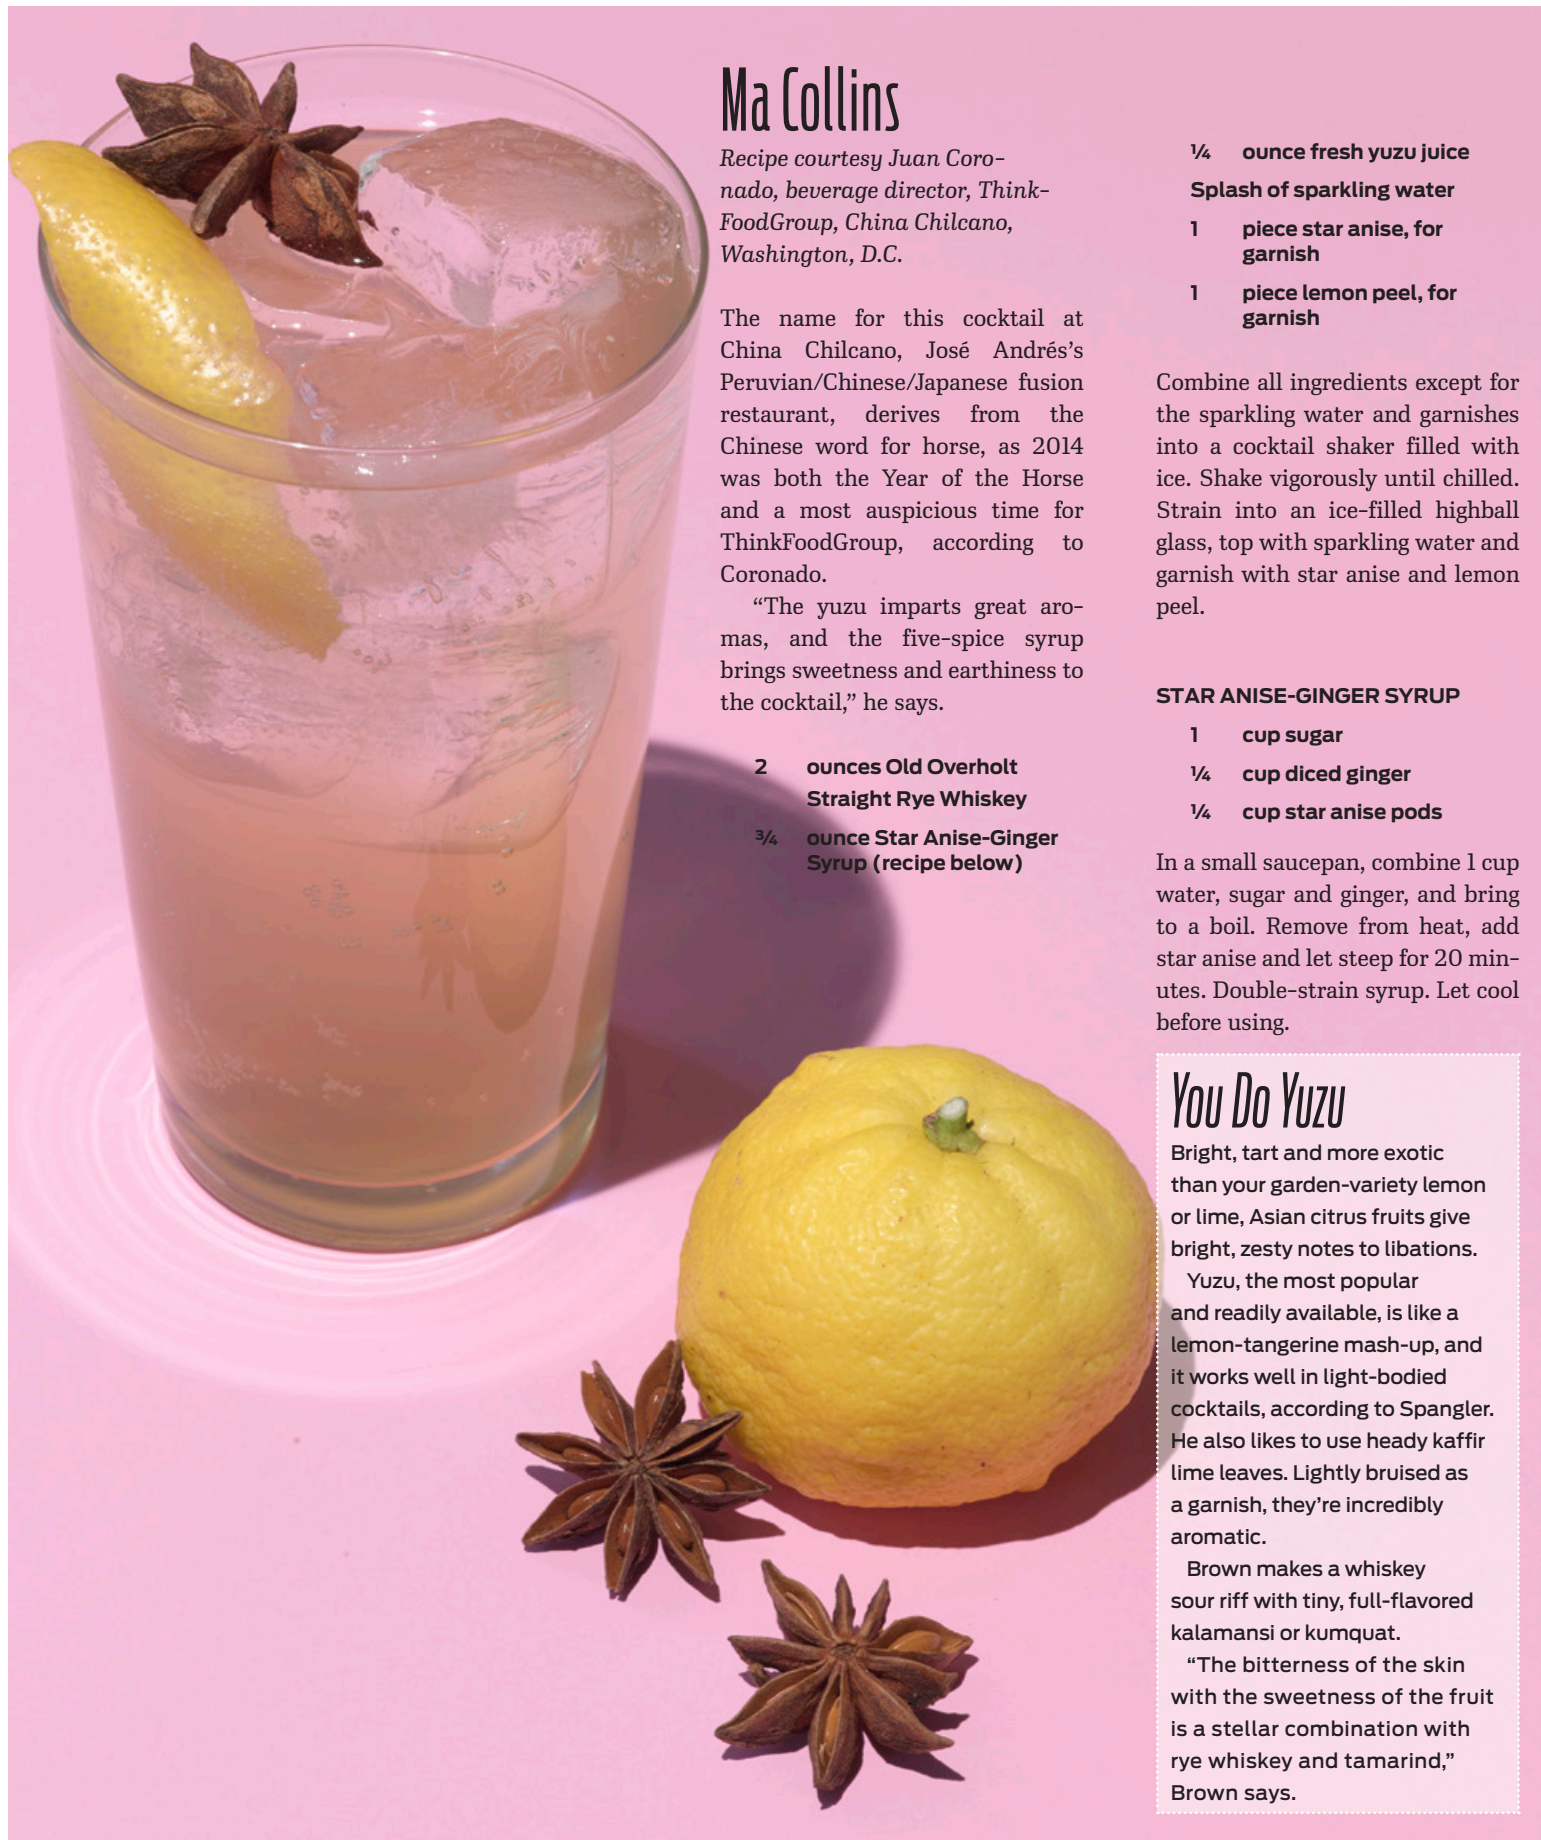 Ma Collins
Recipe courtesy Juan Coro-
nado, beverage director, Think-
FoodGroup, China Chilcano,
Washington, D.C.
The name for this cocktail at
China Chilcano, José Andrés’s
Peruvian/Chinese/Japanese fusion
restaurant, derives from the
Chinese word for horse, as 2014
was both the Year of the Horse
and a most auspicious time for
ThinkFoodGroup, according to
Coronado.
“The yuzu imparts great aro-
mas, and the five-spice syrup
brings sweetness and earthiness to
the cocktail,” he says.
2 ounces Old Overholt
Straight Rye Whiskey
¾ ounce Star Anise-Ginger
Syrup (recipe below)
¼ ounce fresh yuzu juice
Splash of sparkling water
1 piece star anise, for
garnish
1 piece lemon peel, for
garnish
Combine all ingredients except for
the sparkling water and garnishes
into a cocktail shaker filled with
ice. Shake vigorously until chilled.
Strain into an ice-filled highball
glass, top with sparkling water and
garnish with star anise and lemon
peel.
STAR ANISE-GINGER SYRUP
1 cup sugar
¼ cup diced ginger
¼ cup star anise pods
In a small saucepan, combine 1 cup
water, sugar and ginger, and bring
to a boil. Remove from heat, add
star anise and let steep for 20 min-
utes. Double-strain syrup. Let cool
before using.
You Do Yuzu
Bright, tart and more exotic
than your garden-variety lemon
or lime, Asian citrus fruits give
bright, zesty notes to libations.
Yuzu, the most popular
and readily available, is like a
lemon-tangerine mash-up, and
it works well in light-bodied
cocktails, according to Spangler.
He also likes to use heady kaffir
lime leaves. Lightly bruised as
a garnish, they’re incredibly
aromatic.
Brown makes a whiskey
sour riff with tiny, full-flavored
kalamansi or kumquat.
“The bitterness of the skin
with the sweetness of the fruit
is a stellar combination with
rye whiskey and tamarind,”
Brown says.